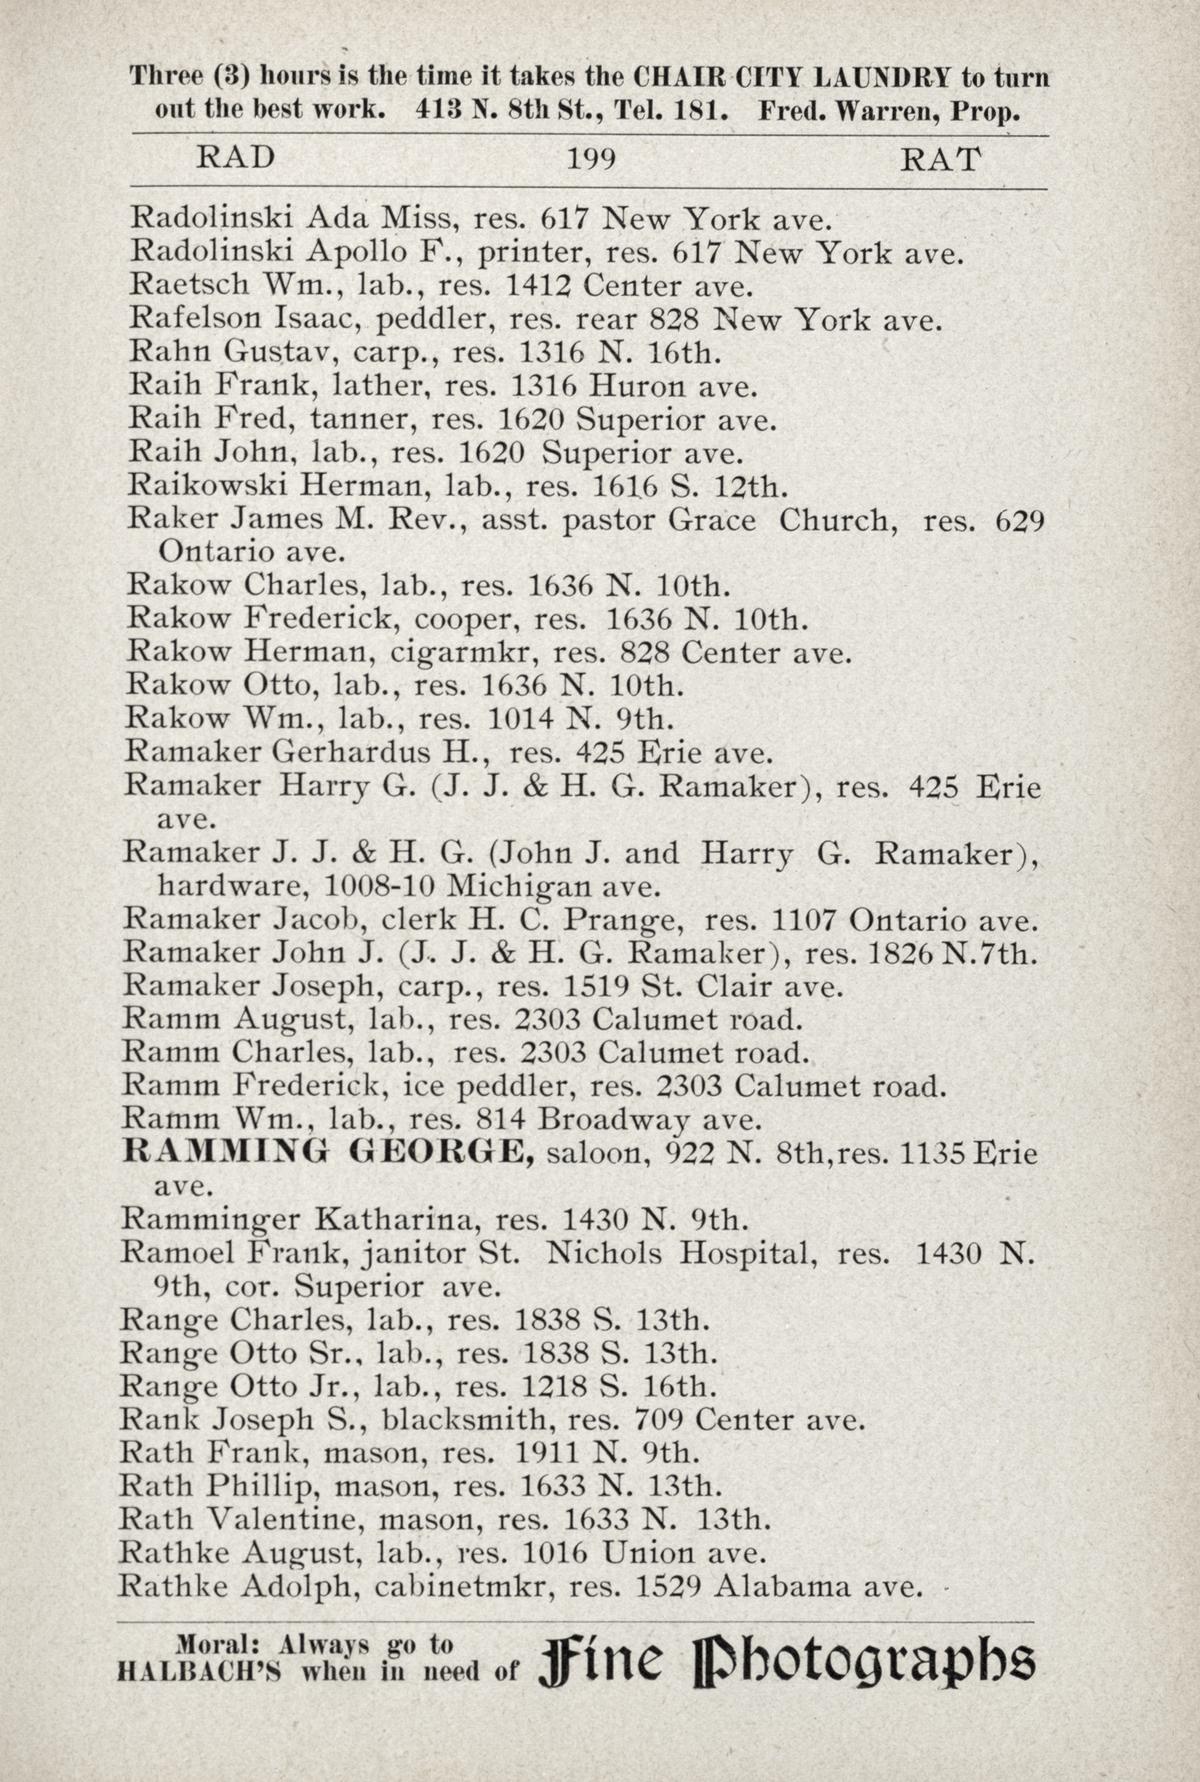 Three (3) hours is the time it takes the CHAIR CITY LAUNDRY to turn
out the best work. 413 N. 8th St., Tel. 181. Fred. Warren, Prop.
RAD 199 RAT
Radolinski Ada Miss, res. 617 New York ave.
Radolinski Apollo F., printer, res. 617 New York ave.
Raetsch Wm., lab., res. 1412 Center ave.
Rafelson Isaac, peddler, res. rear 828 New York ave.
Rahn Gustav, carp., res. 1316 N. 16th.
Raih Frank, lather, res. 1316 Huron ave.
Raih Fred, tanner, res. 1620 Superior ave.
Raih John, lab., res. 1620 Superior ave.
Raikowski Herman, lab., res. 1616 S. 12th.
Raker James M. Rev., asst. pastor Grace Church, res. 629
Ontario ave.
Rakow Charles, lab., res. 1636 N. 10th.
Rakow Frederick, cooper, res. 1636 N. 10th.
Rakow Herman, cigarmkr, res. 828 Center ave.
Rakow Otto, lab., res. 1636 N. 10th.
Rakow Wm., lab., res. 1014 N. 9th.
Ramaker Gerhardus H., res. 425 Erie ave.
Ramaker Harry G. (J. J. & H. G. Ramaker), res. 425 Erie
ave.
Ramaker J. J. & H. G. (John J. and Harry G. Ramaker),
hardware, 1008-10 Michigan ave.
Ramaker Jacob, clerk H. C. Prange, res. 1107 Ontario ave.
Ramaker John J. (J. J. & H. G. Ramaker), res. 1826 N.7th.
Ramaker Joseph, carp., res. 1519 St. Clair ave.
Ramm August, lab., res. 2303 Calumet road.
Ramm Charles, lab., res. 2303 Calumet road.
Ramm Frederick, ice peddler, res. 2303 Calumet road.
Ramm Wm., lab., res. 814 Broadway ave.
RAMMING GEORGE, saloon, 922 N. 8th,res. 1135 Erie
ave.
Ramminger Katharina, res. 1430 N. 9th.
Ramoel Frank, janitor St. Nichols Hospital, res. 1430 N.
9th, cor. Superior ave.
Range Charles, lab., res. 1838 S. 13th.
Range Otto Sr., lab., res. 1838 S. 13th.
Range Otto Jr., lab., res. 1218 S. 16th.
Rank Joseph S., blacksmith, res. 709 Center ave.
Rath Frank, mason, res. 1911 N. 9th.
Rath Phillip, mason, res. 1633 N. 13th.
Rath Valentine, mason, res. 1633 N. 13th.
Rathke August, lab., res. 1016 Union ave.
Rathke Adolph, cabinetmkr, res. 1529 Alabama ave.
Moral: Always go to
HALBACH'S when in need of Fine Photographs